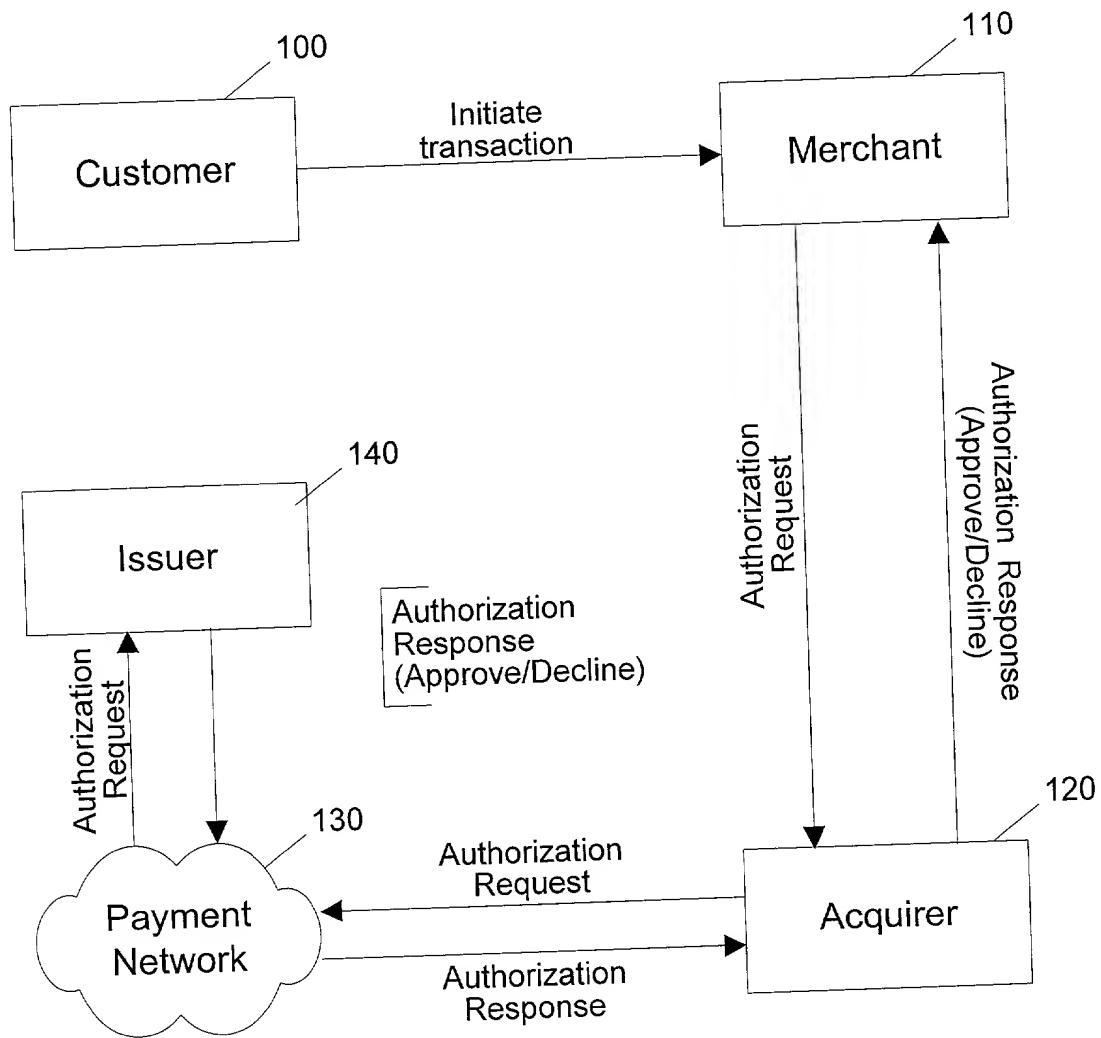 100
110
Customer
Initiate
transaction
Merchant
140
Issuer
Authorization
Request
Authorization Response
(Approve/Decline)
Authorization
Response
(Approve/Decline)
Authorization
Request
130
120
Payment
Network
Authorization
Request
Acquirer
Authorization
Response